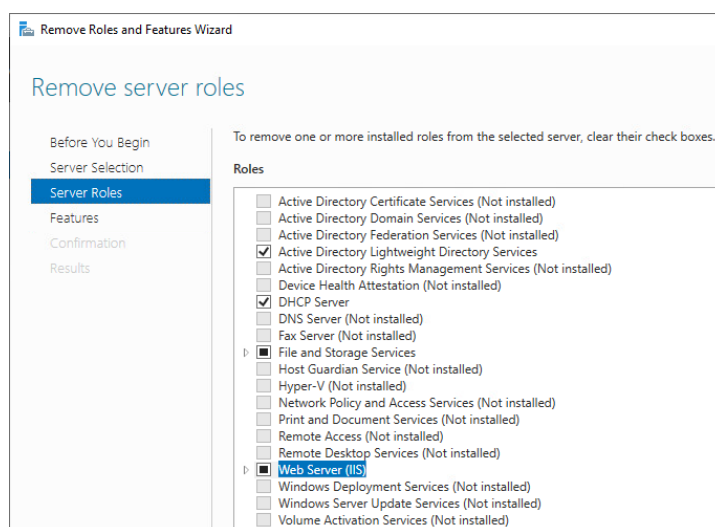 Remove Roles and Features Wizard
Remove server roles
Before You Begin
Server Selection
Server Roles
Features
Confirmation
Results
To remove one or more installed roles from the selected server, clear their check boxes.
Roles
Active Directory Certificate Services (Not installed)
Active Directory Domain Services (Not installed)
Active Directory Federation Services (Not installed)
Active Directory Lightweight Directory Services
Active Directory Rights Management Services (Not installed)
Device Health Attestation (Not installed)
DHCP Server
DNS Server (Not installed)
Fax Server (Not installed)
File and Storage Services
Host Guardian Service (Not installed)
Hyper-V (Not installed)
Network Policy and Access Services (Not installed)
Print and Document Services (Not installed)
Remote Access (Not installed)
Remote Desktop Services (Not installed)
Web Server (IIS)
Windows Deployment Services (Not installed)
Windows Server Update Services (Not installed)
Volume Activation Services (Not installed)